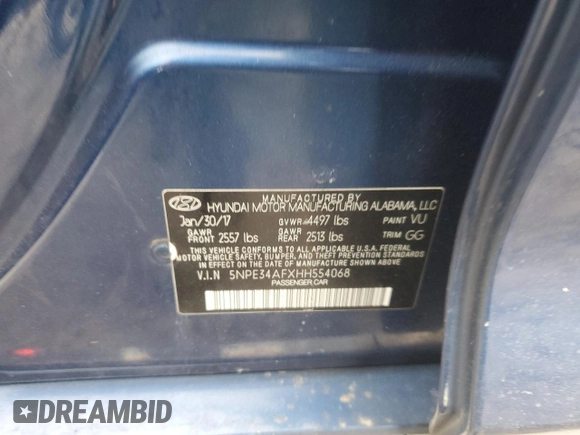 MANUFACTURED BY
HYUNDAI MOTOR MANUFACTURING ALABAMA, LLC
Jan/30/17 GVWR 4497 lbs PAINT VU
GAWR FRONT 2557 lbs GAWR REAR 2513 lbs TRIM GG
THIS VEHICLE CONFORMS TO ALL APPLICABLE U.S.A. FEDERAL
MOTOR VEHICLE SAFETY, BUMPER, AND THEFT PREVENTION STANDARDS
IN EFFECT ON THE DATE OF MANUFACTURE SHOWN ABOVE.
V.I.N 5NPE34AFXHH554068
PASSENGER CAR
DREAMBID